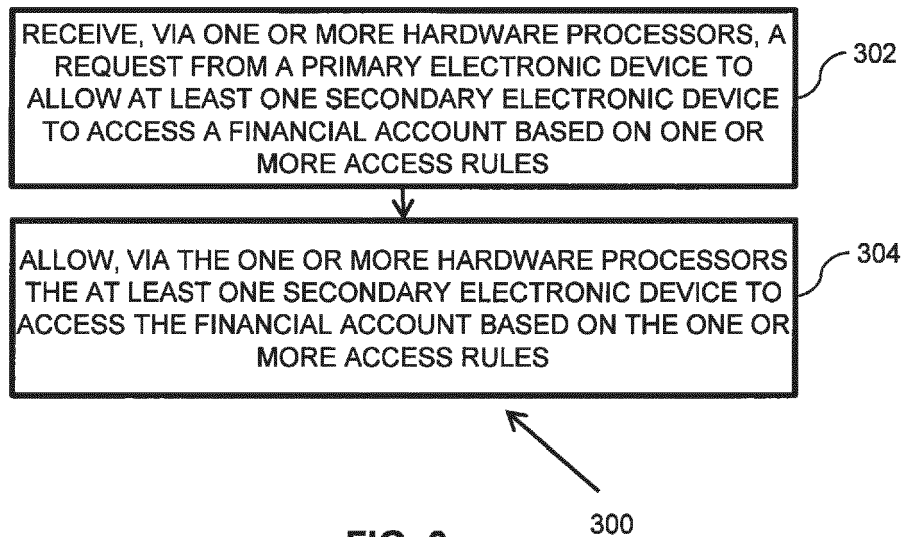 RECEIVE, VIA ONE OR MORE HARDWARE PROCESSORS, A
REQUEST FROM A PRIMARY ELECTRONIC DEVICE TO
ALLOW AT LEAST ONE SECONDARY ELECTRONIC DEVICE
TO ACCESS A FINANCIAL ACCOUNT BASED ON ONE OR
MORE ACCESS RULES
302
ALLOW, VIA THE ONE OR MORE HARDWARE PROCESSORS
THE AT LEAST ONE SECONDARY ELECTRONIC DEVICE TO
ACCESS THE FINANCIAL ACCOUNT BASED ON THE ONE OR
MORE ACCESS RULES
304
300
FIG.